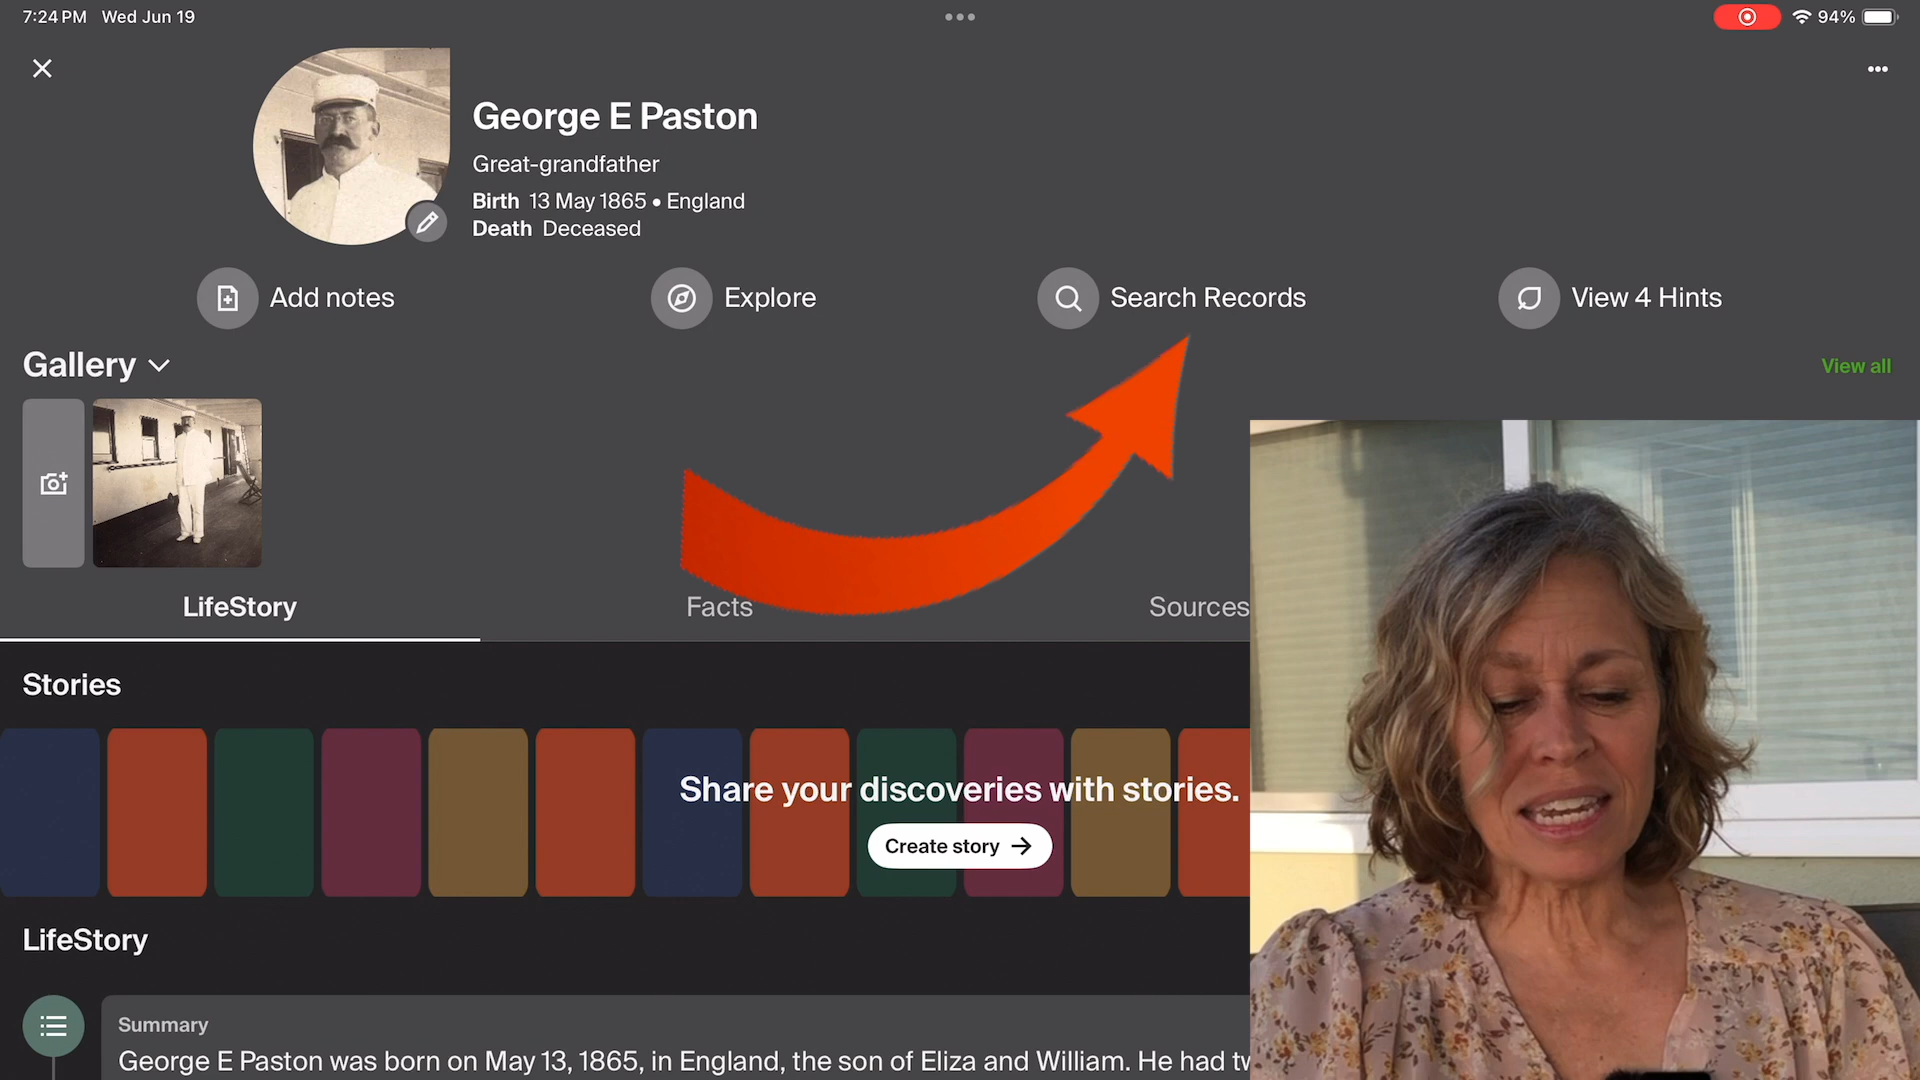 7:24 PM Wed Jun 19
94%
George E Paston
Great-grandfather
Birth 13 May 1865 • England
Death Deceased
Add notes
Explore
Search Records
View 4 Hints
Gallery
View all
LifeStory
Facts
Sources
Stories
Share your discoveries with stories.
Create story
LifeStory
Summary
George E Paston was born on May 13, 1865, in England, the son of Eliza and William. He had tw